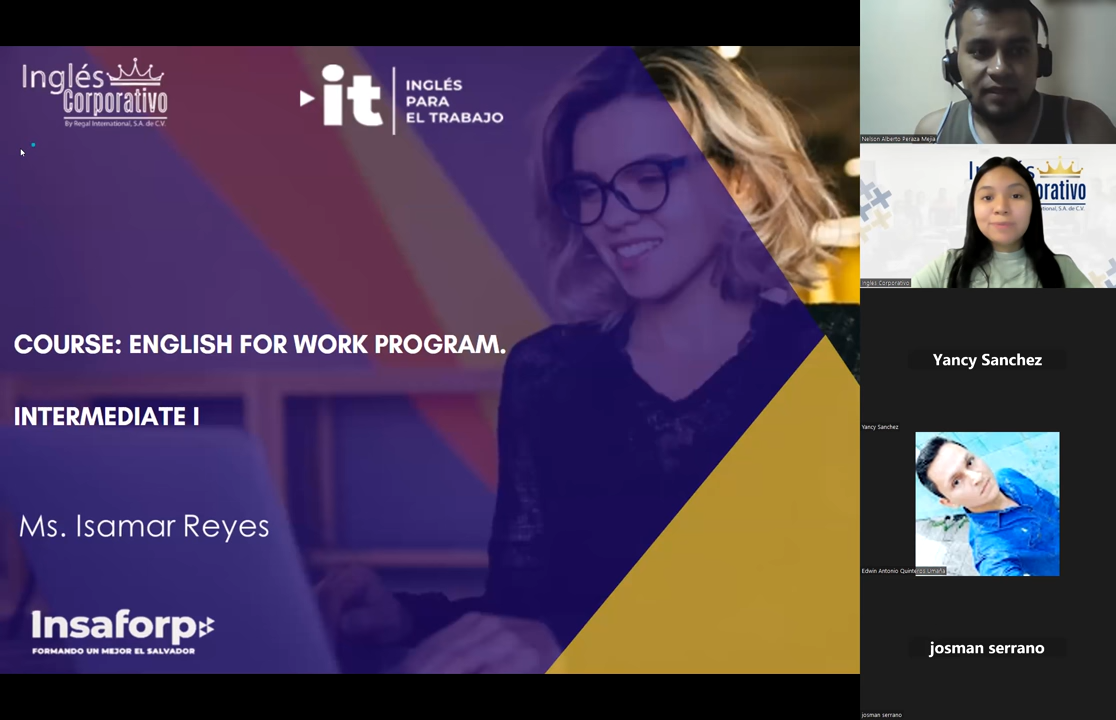 Inglés
Corporativo
By Regal International, S.A. de C.V.
it
INGLÉS
PARA
EL TRABAJO
COURSE: ENGLISH FOR WORK PROGRAM.
INTERMEDIATE I
Ms. Isamar Reyes
Insaforp
FORMANDO UN MEJOR EL SALVADOR
Nelson Alberto Peraza Mejia
Inglés Corporativo
Yancy Sanchez
Yancy Sanchez
Edwin Antonio Quinteros Umaña
josman serrano
josman serrano